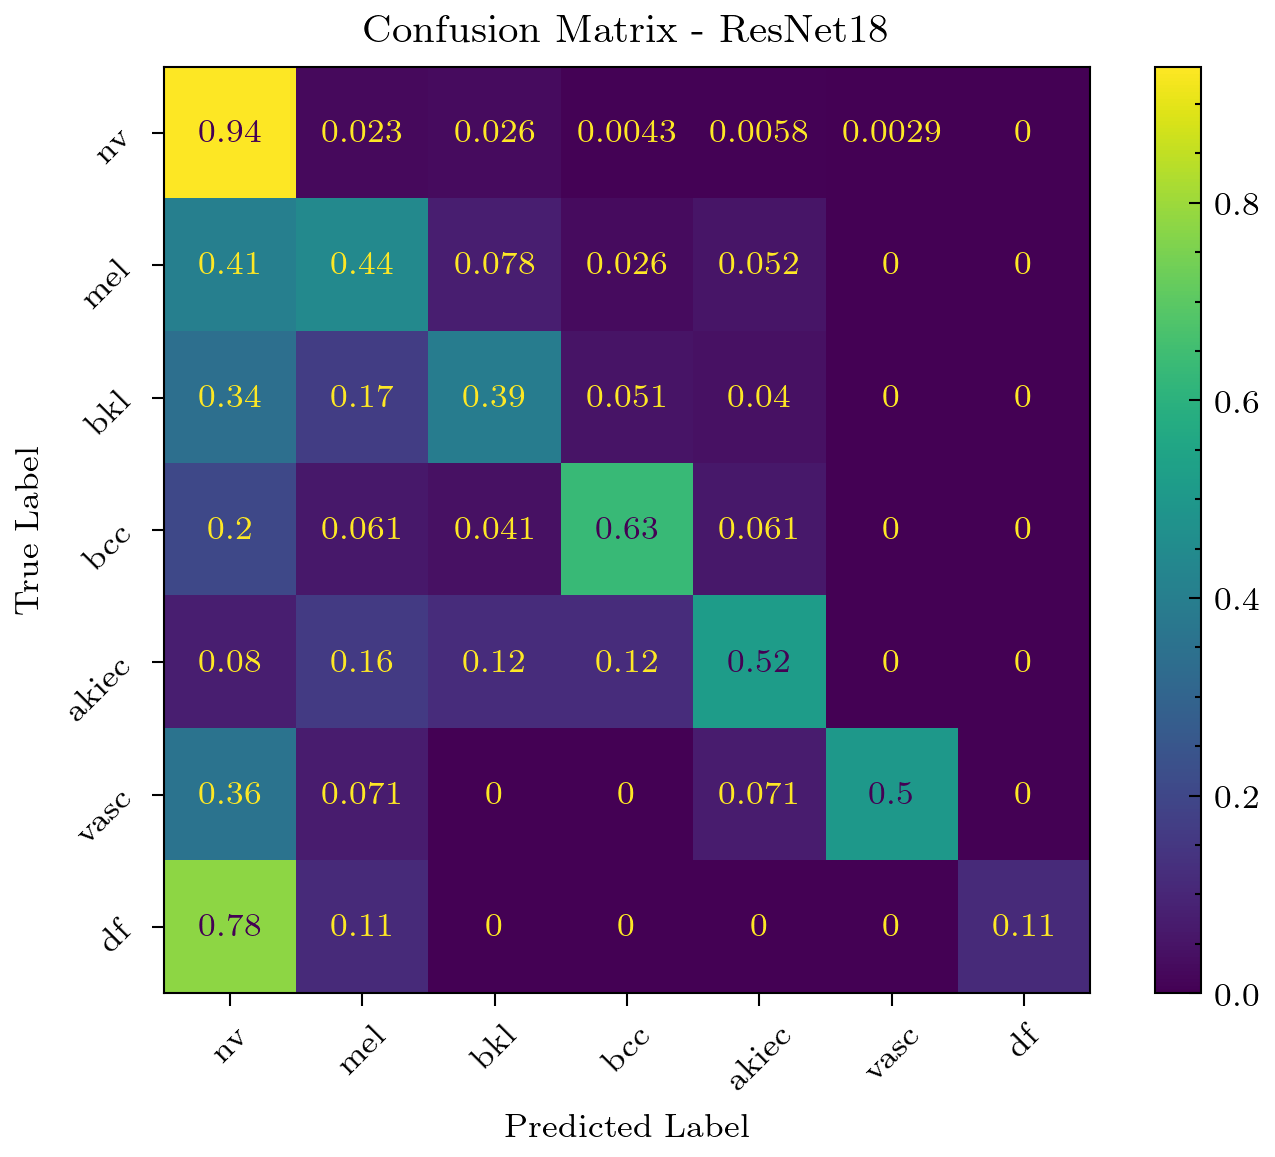 Confusion Matrix - ResNet18
nv 0.94 0.023 0.026 0.0043 0.0058 0.0029 0
mel 0.41 0.44 0.078 0.026 0.052 0 0
bkl 0.34 0.17 0.39 0.051 0.04 0 0
bcc 0.2 0.061 0.041 0.63 0.061 0 0
akiec 0.08 0.16 0.12 0.12 0.52 0 0
vasc 0.36 0.071 0 0 0.071 0.5 0
df 0.78 0.11 0 0 0 0 0.11
True Label
nv mel bkl bcc akiec vasc df
Predicted Label
0.8
0.6
0.4
0.2
0.0